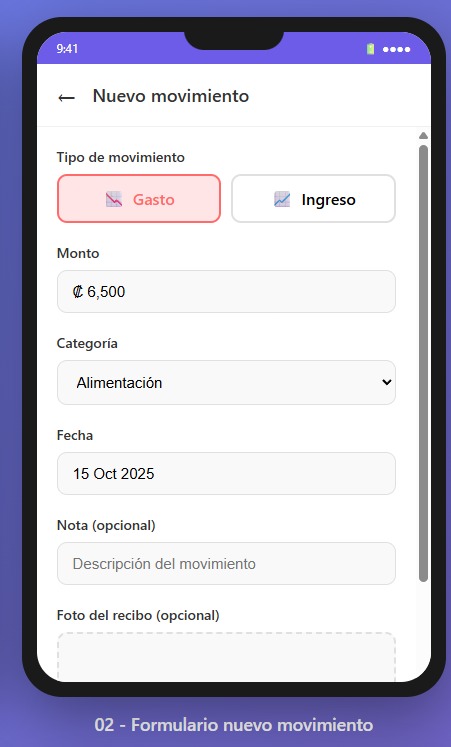 9:41
← Nuevo movimiento
Tipo de movimiento
Gasto
Ingreso
Monto
₡ 6,500
Categoría
Alimentación
Fecha
15 Oct 2025
Nota (opcional)
Descripción del movimiento
Foto del recibo (opcional)
02 - Formulario nuevo movimiento